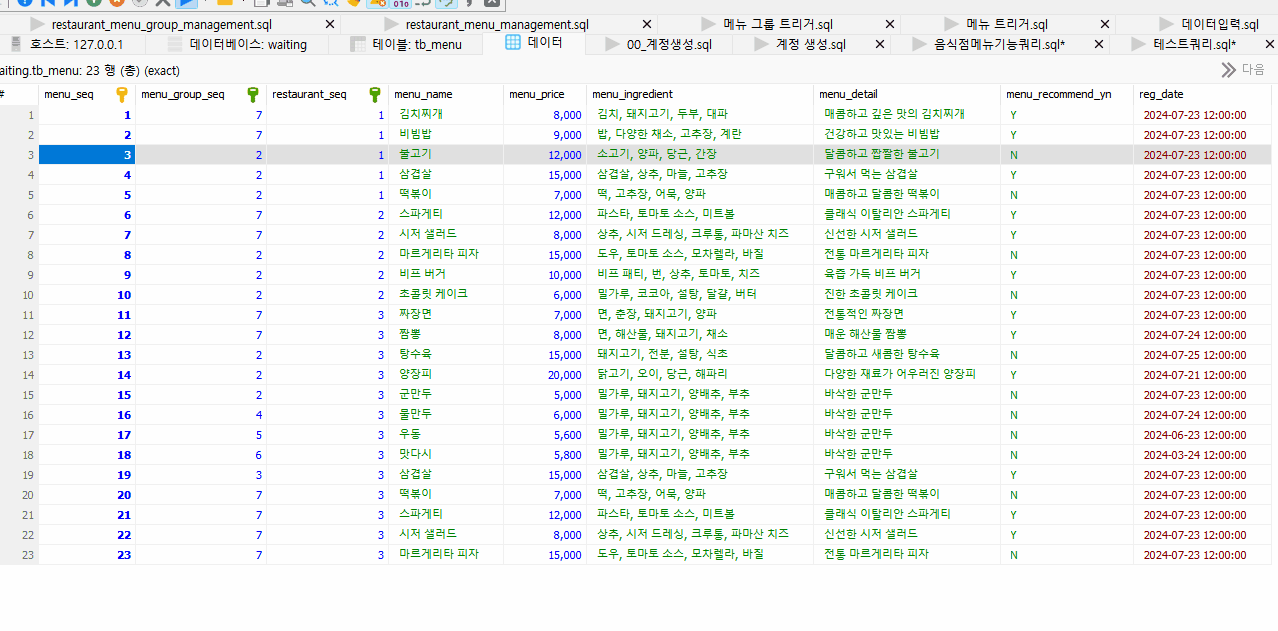 restaurant_menu_group_management.sql restaurant_menu_management.sql 메뉴 그룹 트리거.sql 메뉴 트리거.sql 데이터입력.sql
호스트: 127.0.0.1 데이터베이스: waiting 테이블: tb_menu 데이터 00_계정생성.sql 계정 생성.sql 음식점메뉴기능쿼리.sql* 테스트쿼리.sql*
aiting.tb_menu: 23 행 (총) (exact) 다음
# menu_seq menu_group_seq restaurant_seq menu_name menu_price menu_ingredient menu_detail menu_recommend_yn reg_date
1 1 7 1 김치찌개 8,000 김치, 돼지고기, 두부, 대파 매콤하고 깊은 맛의 김치찌개 Y 2024-07-23 12:00:00
2 2 7 1 비빔밥 9,000 밥, 다양한 채소, 고추장, 계란 건강하고 맛있는 비빔밥 Y 2024-07-23 12:00:00
3 3 2 1 불고기 12,000 소고기, 양파, 당근, 간장 달콤하고 짭짤한 불고기 N 2024-07-23 12:00:00
4 4 2 1 삼겹살 15,000 삼겹살, 상추, 마늘, 고추장 구워서 먹는 삼겹살 Y 2024-07-23 12:00:00
5 5 2 1 떡볶이 7,000 떡, 고추장, 어묵, 양파 매콤하고 달콤한 떡볶이 N 2024-07-23 12:00:00
6 6 7 2 스파게티 12,000 파스타, 토마토 소스, 미트볼 클래식 이탈리안 스파게티 Y 2024-07-23 12:00:00
7 7 7 2 시저 샐러드 8,000 상추, 시저 드레싱, 크루통, 파마산 치즈 신선한 시저 샐러드 Y 2024-07-23 12:00:00
8 8 2 2 마르게리타 피자 15,000 도우, 토마토 소스, 모차렐라, 바질 전통 마르게리타 피자 N 2024-07-23 12:00:00
9 9 2 2 비프 버거 10,000 비프 패티, 번, 상추, 토마토, 치즈 육즙 가득 비프 버거 Y 2024-07-23 12:00:00
10 10 2 2 초콜릿 케이크 6,000 밀가루, 코코아, 설탕, 달걀, 버터 진한 초콜릿 케이크 N 2024-07-23 12:00:00
11 11 7 3 짜장면 7,000 면, 춘장, 돼지고기, 양파 전통적인 짜장면 Y 2024-07-23 12:00:00
12 12 7 3 짬뽕 8,000 면, 해산물, 돼지고기, 채소 매운 해산물 짬뽕 Y 2024-07-24 12:00:00
13 13 2 3 탕수육 15,000 돼지고기, 전분, 설탕, 식초 달콤하고 새콤한 탕수육 N 2024-07-25 12:00:00
14 14 2 3 양장피 20,000 닭고기, 오이, 당근, 해파리 다양한 재료가 어우러진 양장피 Y 2024-07-21 12:00:00
15 15 2 3 군만두 5,000 밀가루, 돼지고기, 양배추, 부추 바삭한 군만두 N 2024-07-23 12:00:00
16 16 4 3 물만두 6,000 밀가루, 돼지고기, 양배추, 부추 바삭한 군만두 N 2024-07-24 12:00:00
17 17 5 3 우동 5,600 밀가루, 돼지고기, 양배추, 부추 바삭한 군만두 N 2024-06-23 12:00:00
18 18 6 3 맛다시 5,800 밀가루, 돼지고기, 양배추, 부추 바삭한 군만두 N 2024-03-24 12:00:00
19 19 3 3 삼겹살 15,000 삼겹살, 상추, 마늘, 고추장 구워서 먹는 삼겹살 Y 2024-07-23 12:00:00
20 20 7 3 떡볶이 7,000 떡, 고추장, 어묵, 양파 매콤하고 달콤한 떡볶이 N 2024-07-23 12:00:00
21 21 7 3 스파게티 12,000 파스타, 토마토 소스, 미트볼 클래식 이탈리안 스파게티 Y 2024-07-23 12:00:00
22 22 7 3 시저 샐러드 8,000 상추, 시저 드레싱, 크루통, 파마산 치즈 신선한 시저 샐러드 Y 2024-07-23 12:00:00
23 23 7 3 마르게리타 피자 15,000 도우, 토마토 소스, 모차렐라, 바질 전통 마르게리타 피자 N 2024-07-23 12:00:00